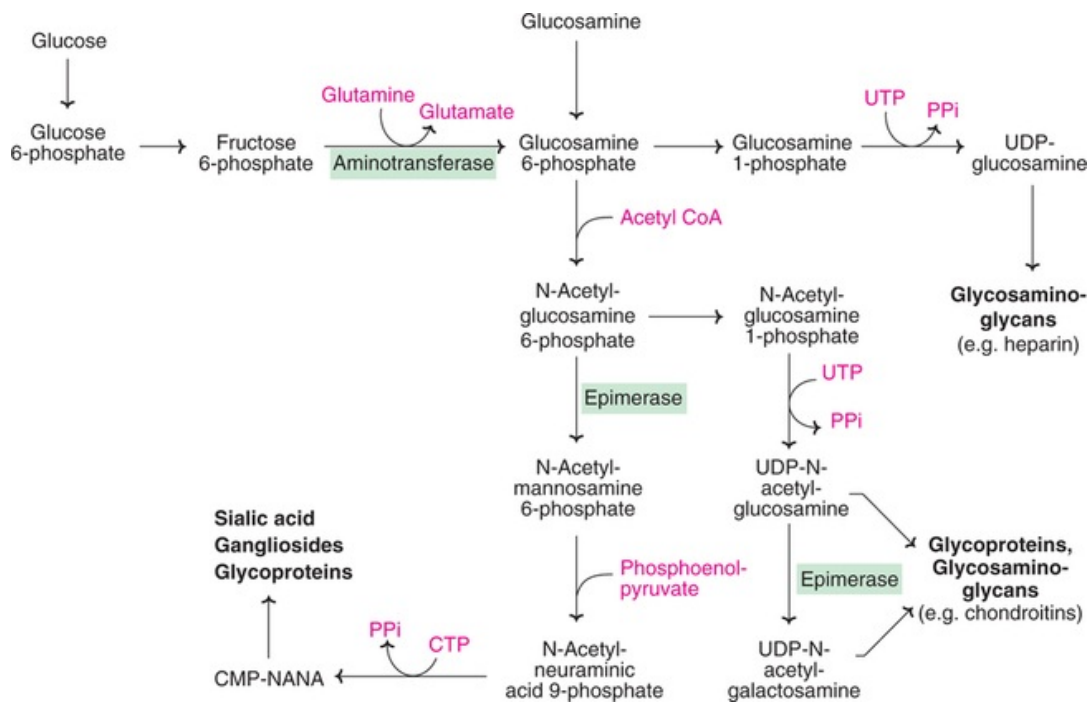 Glucosamine
Glucose
Glutamine
Glutamate
UTP
PPi
Glucose
6-phosphate
Fructose
6-phosphate
Aminotransferase
Glucosamine
6-phosphate
Glucosamine
1-phosphate
UDP-
glucosamine
Acetyl CoA
N-Acetyl-
glucosamine
6-phosphate
N-Acetyl-
glucosamine
1-phosphate
Glycosamino-
glycans
(e.g. heparin)
Epimerase
UTP
PPi
N-Acetyl-
mannosamine
6-phosphate
UDP-N-
acetyl-
glucosamine
Sialic acid
Gangliosides
Glycoproteins
Phosphoenol-
pyruvate
Epimerase
Glycoproteins,
Glycosamino-
glycans
(e.g. chondroitins)
PPi
CTP
CMP-NANA
N-Acetyl-
neuraminic
acid 9-phosphate
UDP-N-
acetyl-
galactosamine